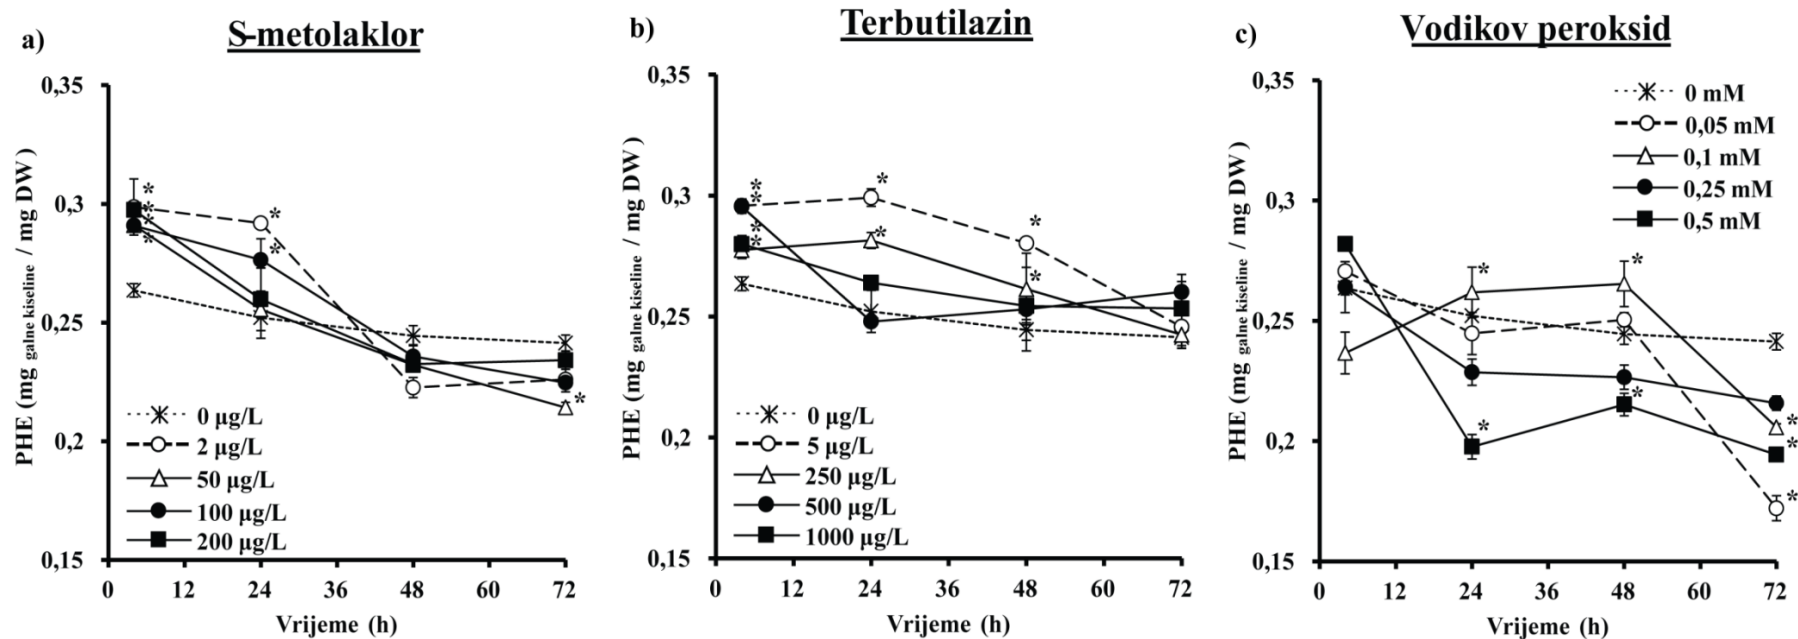 a)
S-metolaklor
PHE (mg galne kiseline / mg DW)
0,35
0,3
0,25
0,2
0,15
0 µg/L
2 µg/L
50 µg/L
100 µg/L
200 µg/L
0 12 24 36 48 60 72
Vrijeme (h)
b)
Terbutilazin
PHE (mg galne kiseline / mg DW)
0,35
0,3
0,25
0,2
0,15
0 µg/L
5 µg/L
250 µg/L
500 µg/L
1000 µg/L
0 12 24 36 48 60 72
Vrijeme (h)
c)
Vodikov peroksid
PHE (mg galne kiseline / mg DW)
0,35
0,3
0,25
0,2
0,15
0 mM
0,05 mM
0,1 mM
0,25 mM
0,5 mM
0 12 24 36 48 60 72
Vrijeme (h)